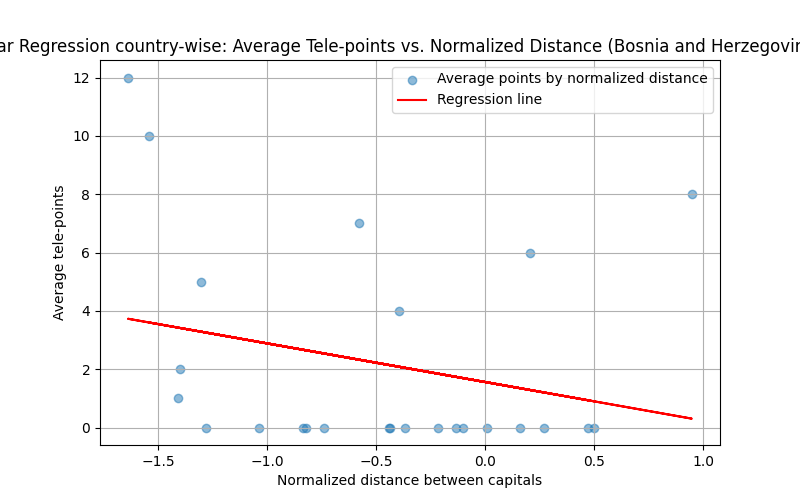 ar Regression country-wise: Average Tele-points vs. Normalized Distance (Bosnia and Herzegovin
Average points by normalized distance
Regression line
12
10
8
6
4
2
0
Average tele-points
−1.5 −1.0 −0.5 0.0 0.5 1.0
Normalized distance between capitals